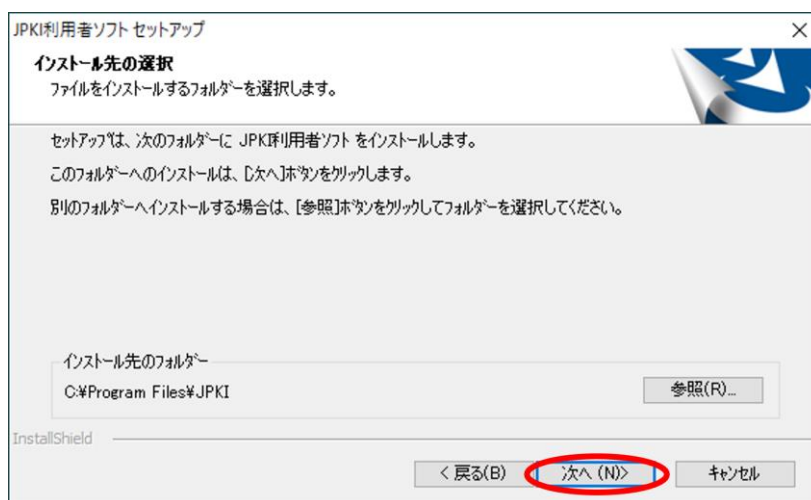 JPKI利用者ソフト セットアップ
インストール先の選択
ファイルをインストールするフォルダーを選択します。
セットアップは、次のフォルダーに JPKI利用者ソフト をインストールします。
このフォルダーへのインストールは、[次へ]ボタンをクリックします。
別のフォルダーへインストールする場合は、[参照]ボタンをクリックしてフォルダーを選択してください。
インストール先のフォルダー
C:¥Program Files¥JPKI
参照(R)...
InstallShield
< 戻る(B)
次へ (N)>
キャンセル